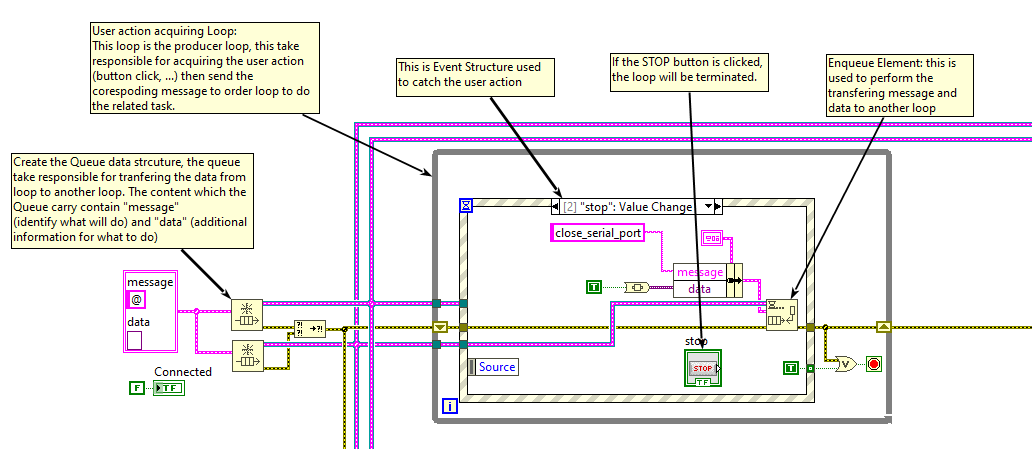 User action acquiring Loop:
This loop is the producer loop, this take
responsible for acquiring the user action
(button click, ...) then send the
corespoding message to order loop to do
the related task.
This is Event Structure used
to catch the user action
If the STOP button is clicked,
the loop will be terminated.
Enqueue Element: this is
used to perform the
transfering message and
data to another loop
Create the Queue data strcuture, the queue
take responsible for tranfering the data from
loop to another loop. The content which the
Queue carry contain "message"
(identify what will do) and "data" (additional
information for what to do)
[2] "stop": Value Change
close_serial_port
message
data
T
message
@
data
?!
?!
?!
Connected
F
TF
Source
stop
STOP
TF
T
V
i